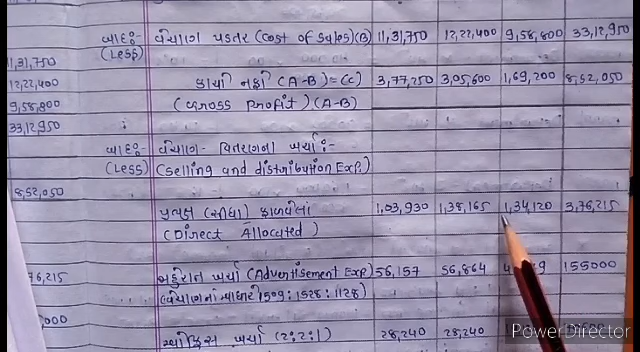 બાદ:- વેચાણ પડતર (Cost of Sales)(B) 11,31,750 12,22,400 9,58,800 33,12,950
(Less)
11,31,750
12,22,400 કાચો નફો (A-B)=(C) 3,77,250 3,05,600 1,69,200 8,52,050
9,58,800 (Gross Profit) (A-B)
33,12,950
બાદ:- વેચાણ- વિતરણના ખર્ચા:-
(Less) (Selling and distribution Exp.)
8,52,050
પ્રત્યક્ષ (સીધા) ફાળવેલા 1,03,930 1,38,165 1,34,120 3,76,215
(Direct Allocated)
76,215 જાહેરાત ખર્ચા (Advertisement Exp) 56,157 56,864 155000
(વેચાણના આધારે 1509:1528:1128)
000
ખર્ચા (2:2:1) 28,240 28,240
PowerDirector